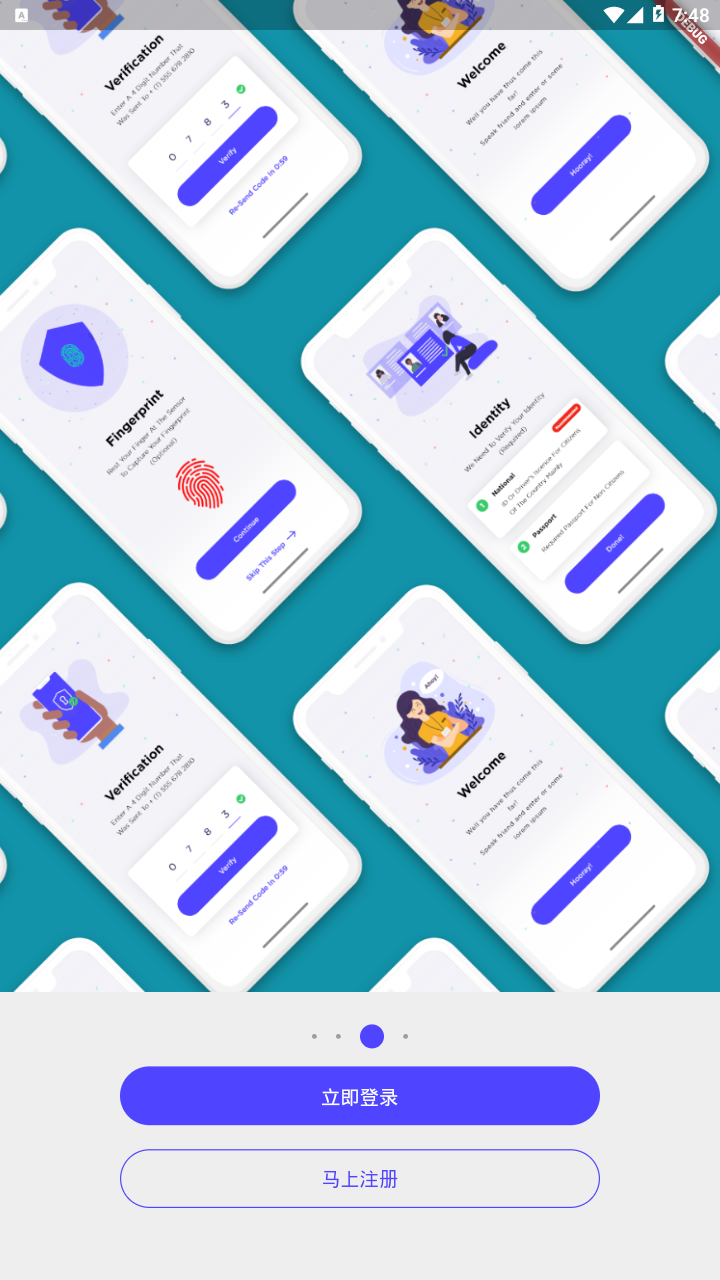 A
7:48
DEBUG
Verification
Enter A 4 Digit Number That
Was Sent To + (1) 555 678 2810
0 7 8 3
Verify
Re-Send Code In 0:59
Welcome
Well you have thus come this
far!
Speak friend and enter or some
lorem ipsum
Hooray!
Fingerprint
Rest Your Finger At The Sensor
To Capture Your Fingerprint
(Optional)
Continue
Skip This Step
Identity
We Need To Verify Your Identity
(Required)
1
National
ID Or Driver's liscence For Citizens
Of The Country Mainly
2
Passport
Required Passport For Non Citizens
Done!
Verification
Enter A 4 Digit Number That
Was Sent To + (1) 555 678 2810
0 7 8 3
Verify
Re-Send Code In 0:59
Ahoy!
Welcome
Well you have thus come this
far!
Speak friend and enter or some
lorem ipsum
Hooray!
立即登录
马上注册